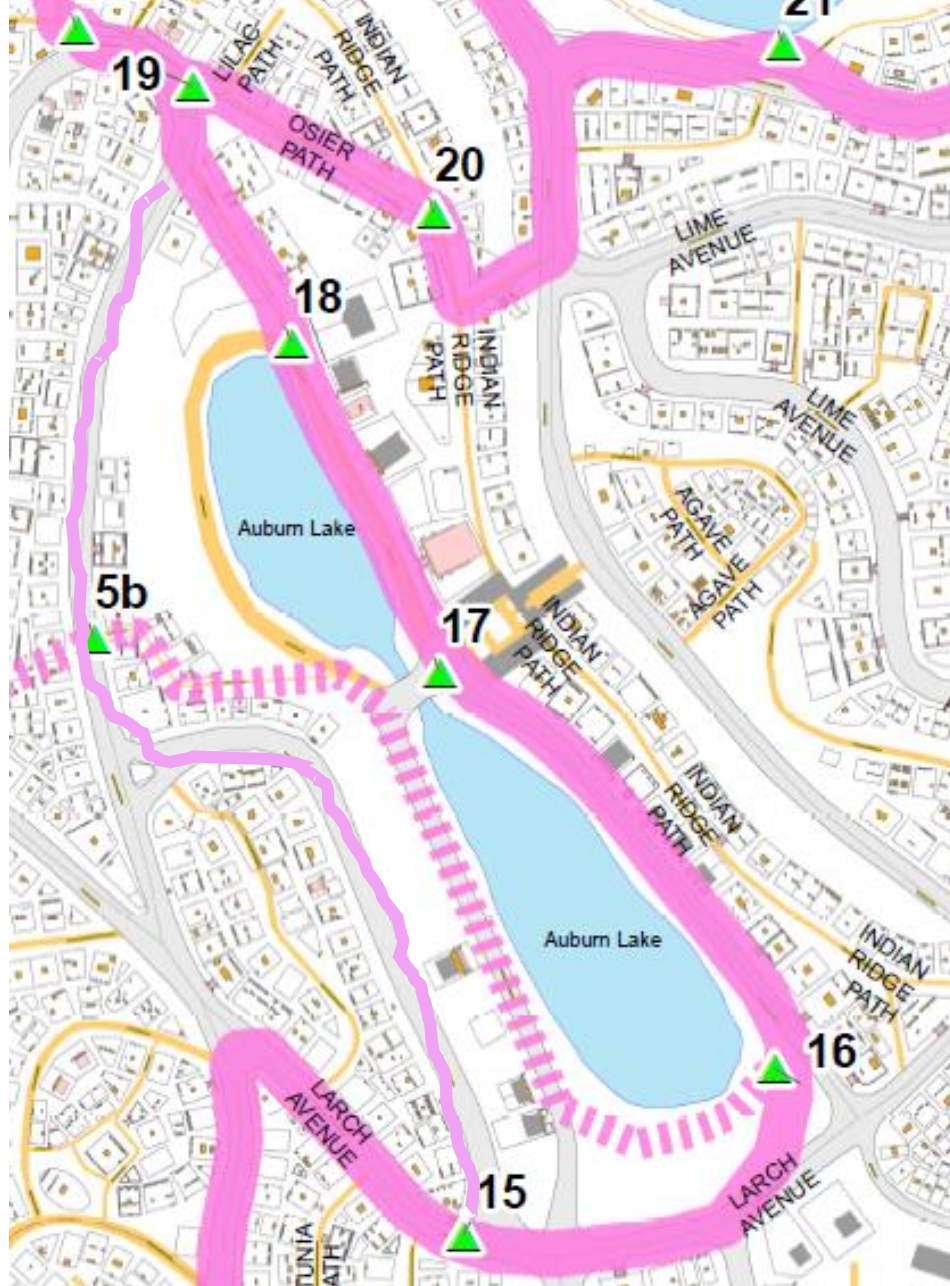 21
19
LILAC
PATH
INDIAN
RIDGE
PATH
OSIER
PATH
20
LIME
AVENUE
18
INDIAN
RIDGE
PATH
LIME
AVENUE
Auburn Lake
AGAVE
PATH
AGAVE
PATH
5b
17
INDIAN
RIDGE
PATH
INDIAN
RIDGE
PATH
Auburn Lake
INDIAN
RIDGE
PATH
16
LARCH
AVENUE
15
LARCH
AVENUE